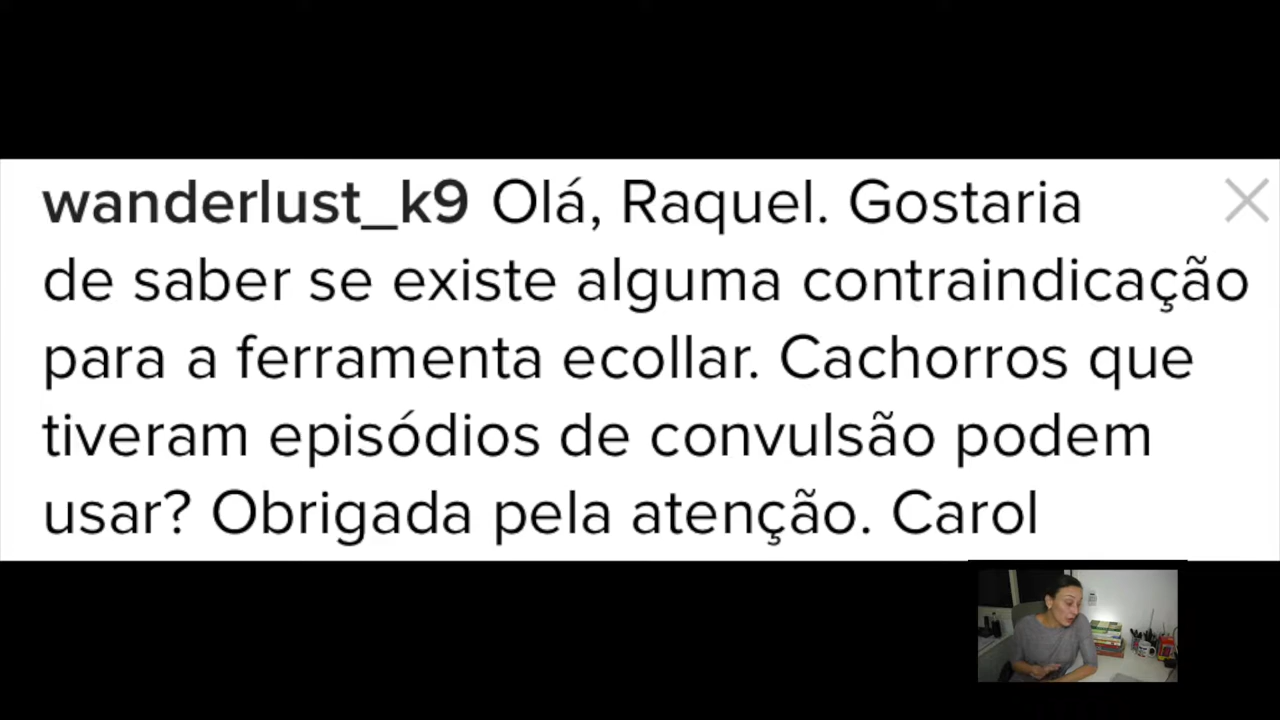 wanderlust_k9 Olá, Raquel. Gostaria
de saber se existe alguma contraindicação
para a ferramenta ecollar. Cachorros que
tiveram episódios de convulsão podem
usar? Obrigada pela atenção. Carol